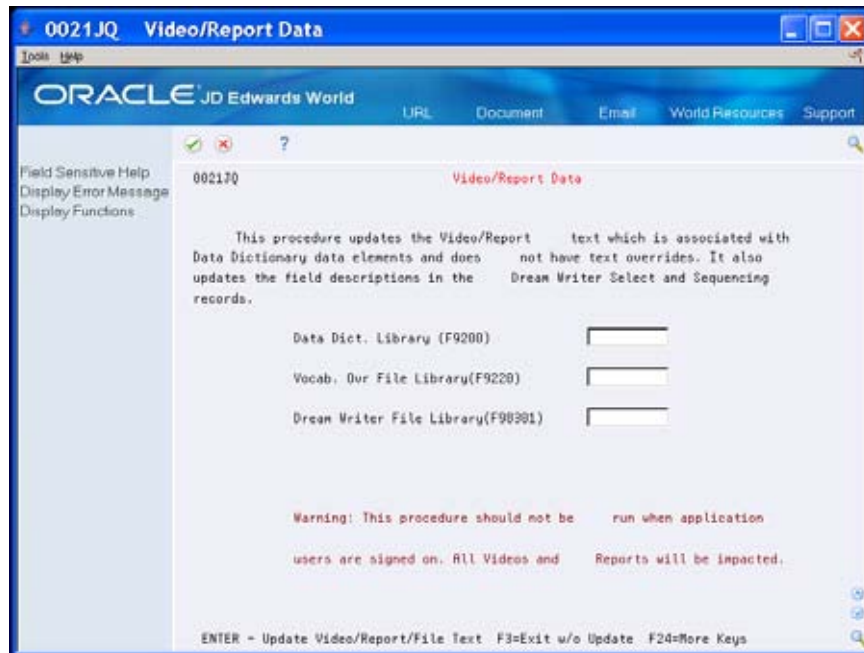 0021JQ Video/Report Data
Tools Help
ORACLE JD Edwards World
URL Document Email World Resources Support
?
Field Sensitive Help
Display Error Message
Display Functions
0021JQ Video/Report Data
This procedure updates the Video/Report text which is associated with
Data Dictionary data elements and does not have text overrides. It also
updates the field descriptions in the Dream Writer Select and Sequencing
records.
Data Dict. Library (F9200)
Vocab. Ovr File Library(F9220)
Dream Writer File Library(F98301)
Warning: This procedure should not be run when application
users are signed on. All Videos and Reports will be impacted.
ENTER - Update Video/Report/File Text F3=Exit w/o Update F24=More Keys